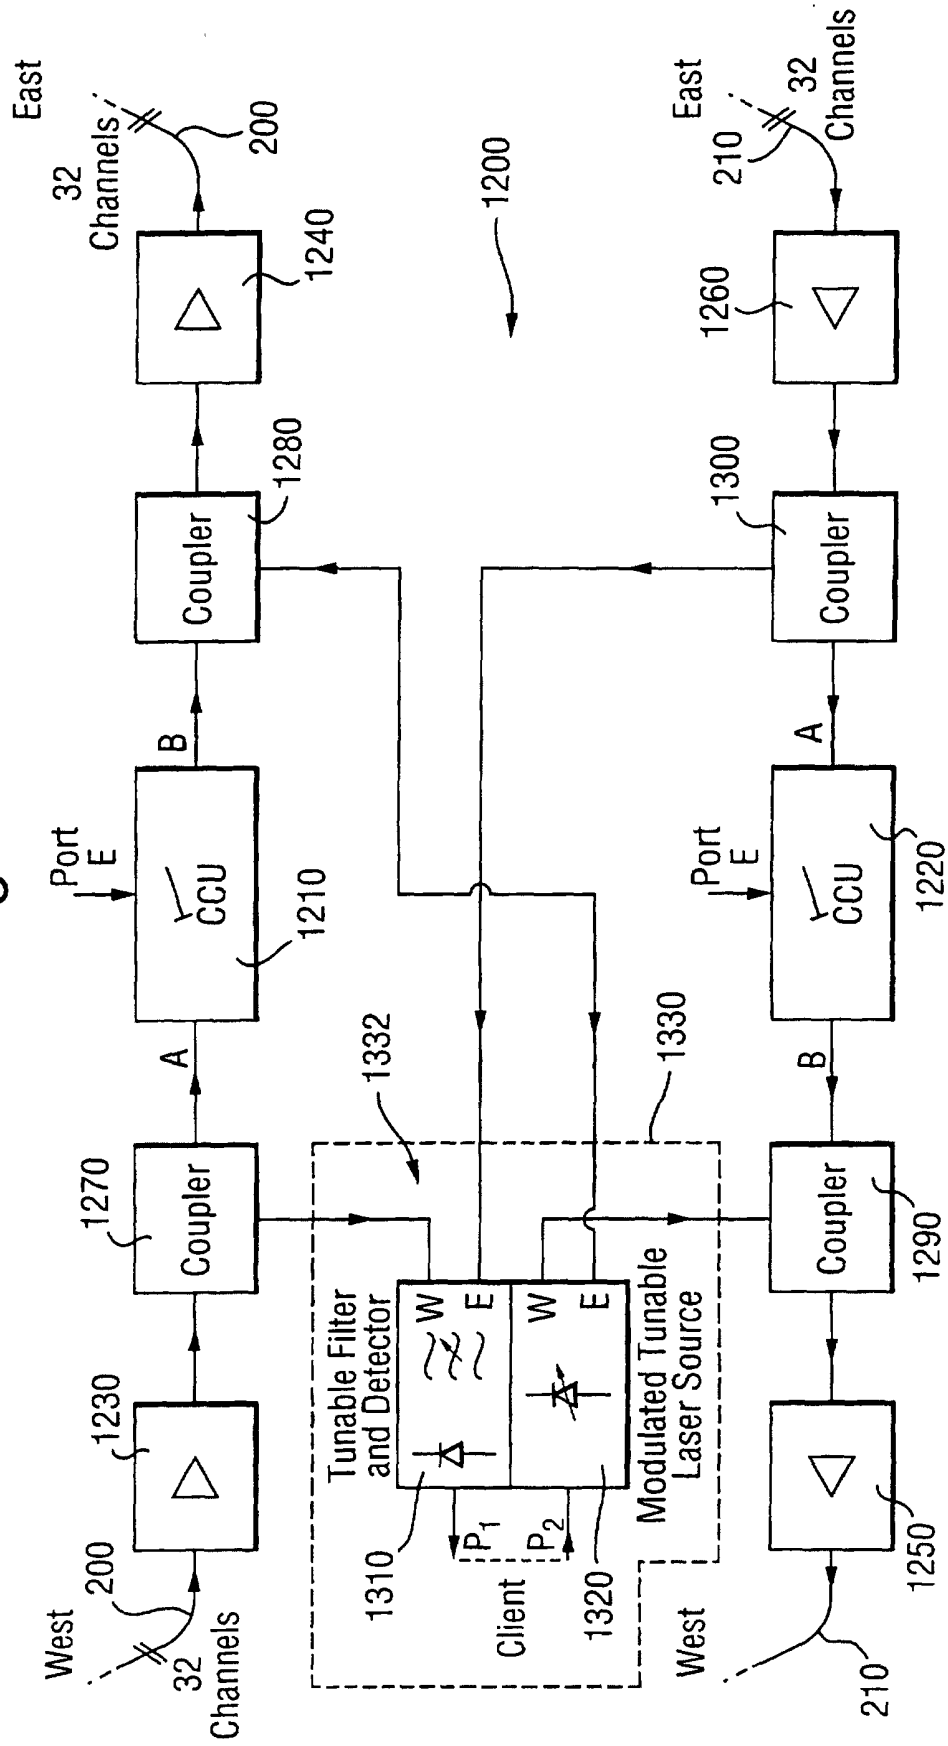 West
200
32
Channels
1230
1270
Coupler
A
Port
E
CCU
1210
B
Coupler
1280
1240
32
Channels
East
200
1200
1332
1330
Tunable Filter
and Detector
W
E
W
E
Modulated Tunable
Laser Source
1310
1320
P1
P2
Client
West
210
1250
Coupler
1290
B
Port
E
CCU
1220
A
Coupler
1300
1260
East
210
32
Channels